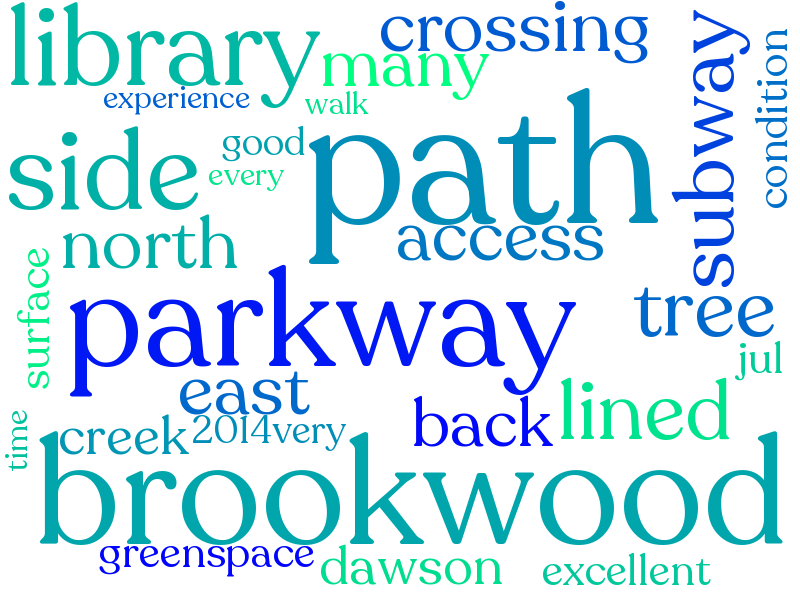 library
crossing
many
subway
condition
experience
walk
path
good
every
side
north
access
surface
parkway
tree
jul
east
back
lined
creek
2014very
time
brookwood
greenspace
dawson
excellent